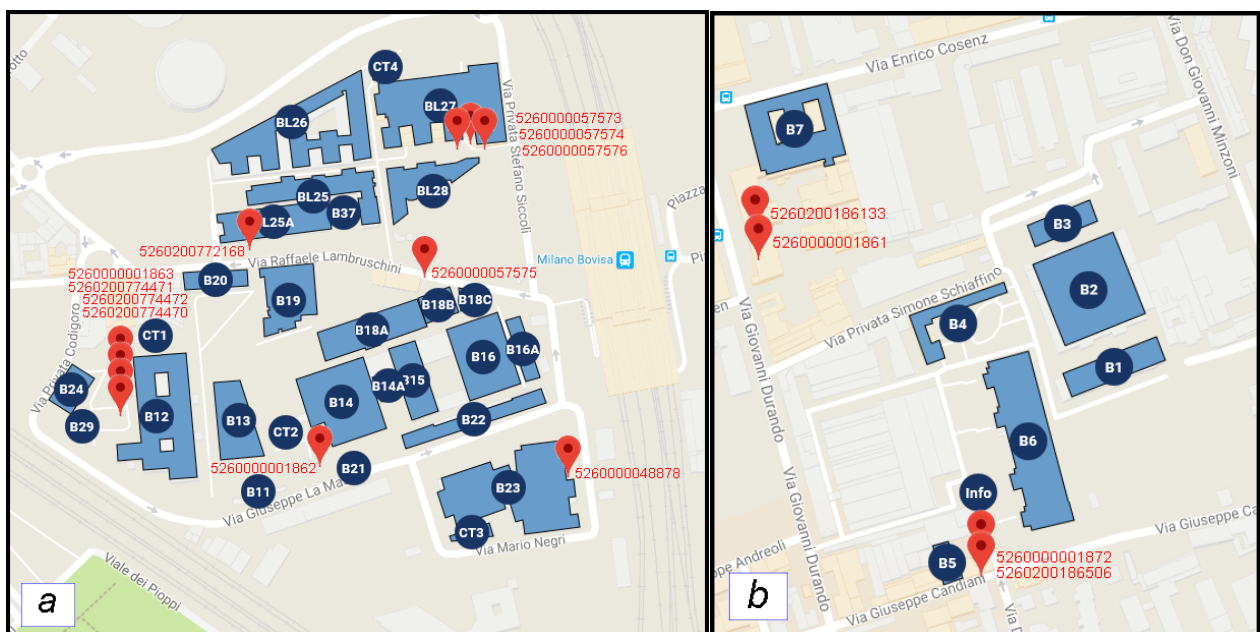 CT4
BL27
BL26
5260000057573
5260000057574
5260000057576
Via Privata Stefano Siccoli
BL25
BL28
B37
L25A
5260200772168
Via Raffaele Lambruschini
5260000057575
Milano Bovisa
Piazza
5260000001863
5260200774471
5260200774472
5260200774470
B20
B19
B18B
B18C
B18A
CT1
Via Privata Codigoro
B16
B16A
B24
B14A
B15
B14
B12
B13
B29
CT2
B22
5260000001862
B21
B11
Via Giuseppe La Ma
5260000048878
B23
CT3
Via Mario Negri
Viale dei Pioppi
a
Via Enrico Cosenz
Via Don Giovanni Minzoni
B7
5260200186133
5260000001861
B3
B2
Via Privata Simone Schiaffino
B4
B1
Via Giovanni Durando
B6
Via Giovanni Durando
Info
Via Giuseppe Ca
ppe Andreoli
5260000001872
5260200186506
B5
Via Giuseppe Candiani
b